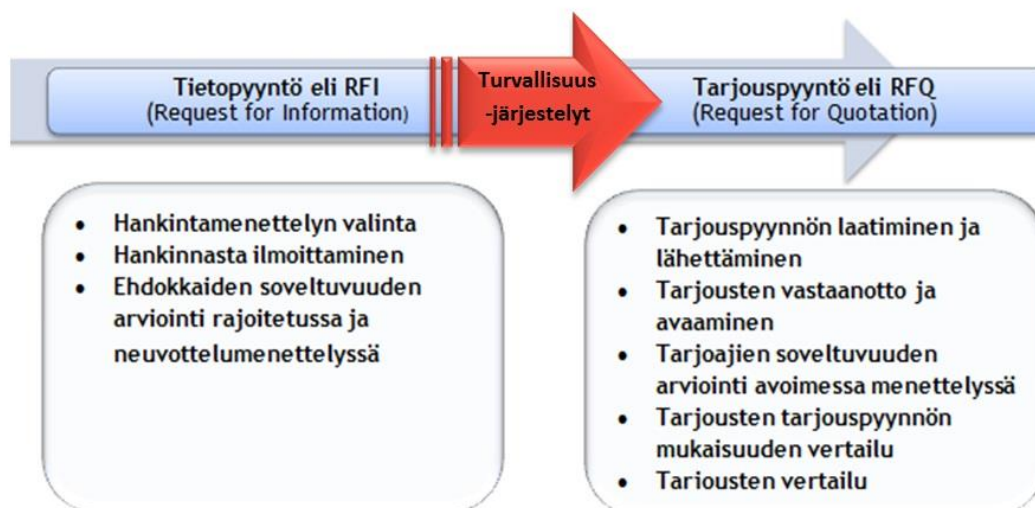 Tietopyyntö eli RFI
(Request for Information)
Turvallisuus
-järjestelyt
Tarjouspyyntö eli RFQ
(Request for Quotation)
• Hankintamenettelyn valinta
• Hankinnasta ilmoittaminen
• Ehdokkaiden soveltuvuuden
arviointi rajoitetussa ja
neuvottelumenettelyssä
• Tarjouspyynnön laatiminen ja
lähettäminen
• Tarjousten vastaanotto ja
avaaminen
• Tarjoajien soveltuvuuden
arviointi avoimessa menettelyssä
• Tarjousten tarjouspyynnön
mukaisuuden vertailu
• Tarjousten vertailu